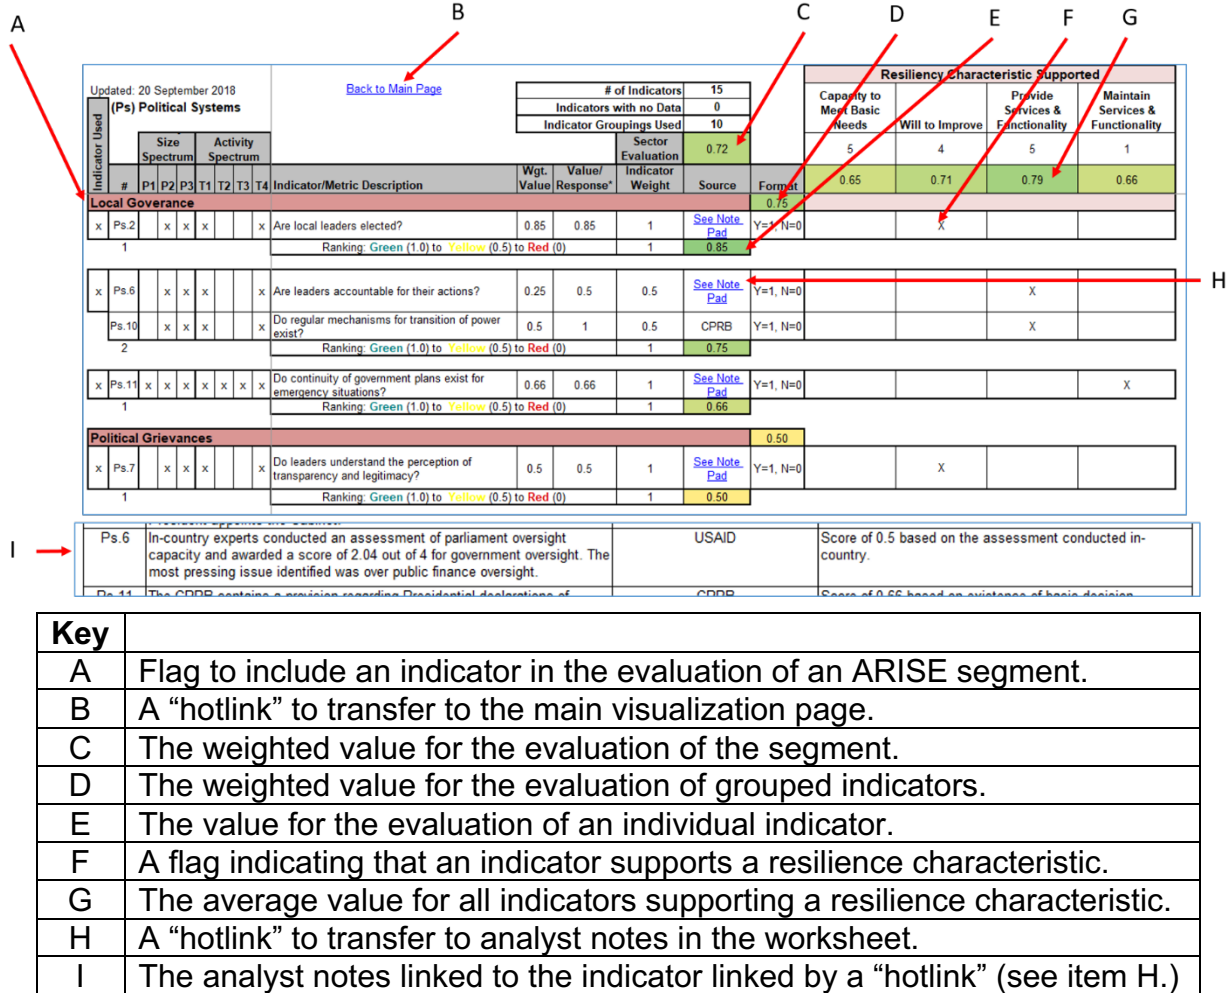 A B C D E F G
Updated: 20 September 2018
Back to Main Page
# of Indicators 15
Resiliency Characteristic Supported
(Ps) Political Systems
Indicators with no Data 0
Indicator Groupings Used 10
Capacity to Meet Basic Needs Will to Improve Provide Services & Functionality Maintain Services & Functionality
Indicator Used
Size Spectrum Activity Spectrum
Sector Evaluation 0.72
5 4 5 1
# P1 P2 P3 T1 T2 T3 T4 Indicator/Metric Description Wgt. Value Value/ Response* Indicator Weight Source Format
0.65 0.71 0.79 0.66
Local Goverance 0.75
x Ps.2 x x x Are local leaders elected? 0.85 0.85 1 See Note Pad Y=1, N=0 X
1 Ranking: Green (1.0) to Yellow (0.5) to Red (0) 1 0.85
H
x Ps.6 x x x x Are leaders accountable for their actions? 0.25 0.5 0.5 See Note Pad Y=1, N=0 X
Ps.10 x x x x Do regular mechanisms for transition of power exist? 0.5 1 0.5 CPRB Y=1, N=0 X
2 Ranking: Green (1.0) to Yellow (0.5) to Red (0) 1 0.75
x Ps.11 x x x x x x x Do continuity of government plans exist for emergency situations? 0.66 0.66 1 See Note Pad Y=1, N=0 X
1 Ranking: Green (1.0) to Yellow (0.5) to Red (0) 1 0.66
Political Grievances 0.50
x Ps.7 x x x x Do leaders understand the perception of transparency and legitimacy? 0.5 0.5 1 See Note Pad Y=1, N=0 X
1 Ranking: Green (1.0) to Yellow (0.5) to Red (0) 1 0.50
I
Ps.6 In-country experts conducted an assessment of parliament oversight USAID Score of 0.5 based on the assessment conducted in-
capacity and awarded a score of 2.04 out of 4 for government oversight. The country.
most pressing issue identified was over public finance oversight.
Key
A Flag to include an indicator in the evaluation of an ARISE segment.
B A “hotlink” to transfer to the main visualization page.
C The weighted value for the evaluation of the segment.
D The weighted value for the evaluation of grouped indicators.
E The value for the evaluation of an individual indicator.
F A flag indicating that an indicator supports a resilience characteristic.
G The average value for all indicators supporting a resilience characteristic.
H A “hotlink” to transfer to analyst notes in the worksheet.
I The analyst notes linked to the indicator linked by a “hotlink” (see item H.)